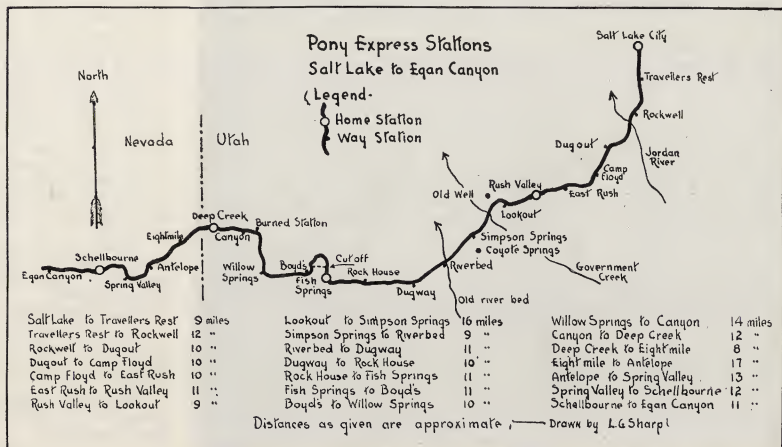 Pony Express Stations
Salt Lake to Egan Canyon
Legend-
Home Station
Way Station
North
Nevada
Utah
Salt Lake City
Travellers Rest
Rockwell
Jordan
River
Dugout
Camp
Floyd
East Rush
Rush Valley
Old Well
Lookout
Simpson Springs
Coyote Springs
Government
Creek
Riverbed
Old river bed
Dugway
Rock House
Cut off
Fish
Springs
Boyd's
Willow
Springs
Burned Station
Canyon
Deep Creek
Eightmile
Antelope
Spring Valley
Schellbourne
Egan Canyon
Salt Lake to Travellers Rest 9 miles
Travellers Rest to Rockwell 12 "
Rockwell to Dugout 10 "
Dugout to Camp Floyd 10 "
Camp Floyd to East Rush 10 "
East Rush to Rush Valley 11 "
Rush Valley to Lookout 9 "
Lookout to Simpson Springs 16 miles
Simpson Springs to Riverbed 9 "
Riverbed to Dugway 11 "
Dugway to Rock House 10 "
Rock House to Fish Springs 11 "
Fish Springs to Boyd's 11 "
Boyd's to Willow Springs 10 "
Willow Springs to Canyon 14 miles
Canyon to Deep Creek 12 "
Deep Creek to Eightmile 8 "
Eight mile to Antelope 17 "
Antelope to Spring Valley 13 "
Spring Valley to Schellbourne 12 "
Schellbourne to Egan Canyon 11 "
Distances as given are approximate, Drawn by L.G Sharp